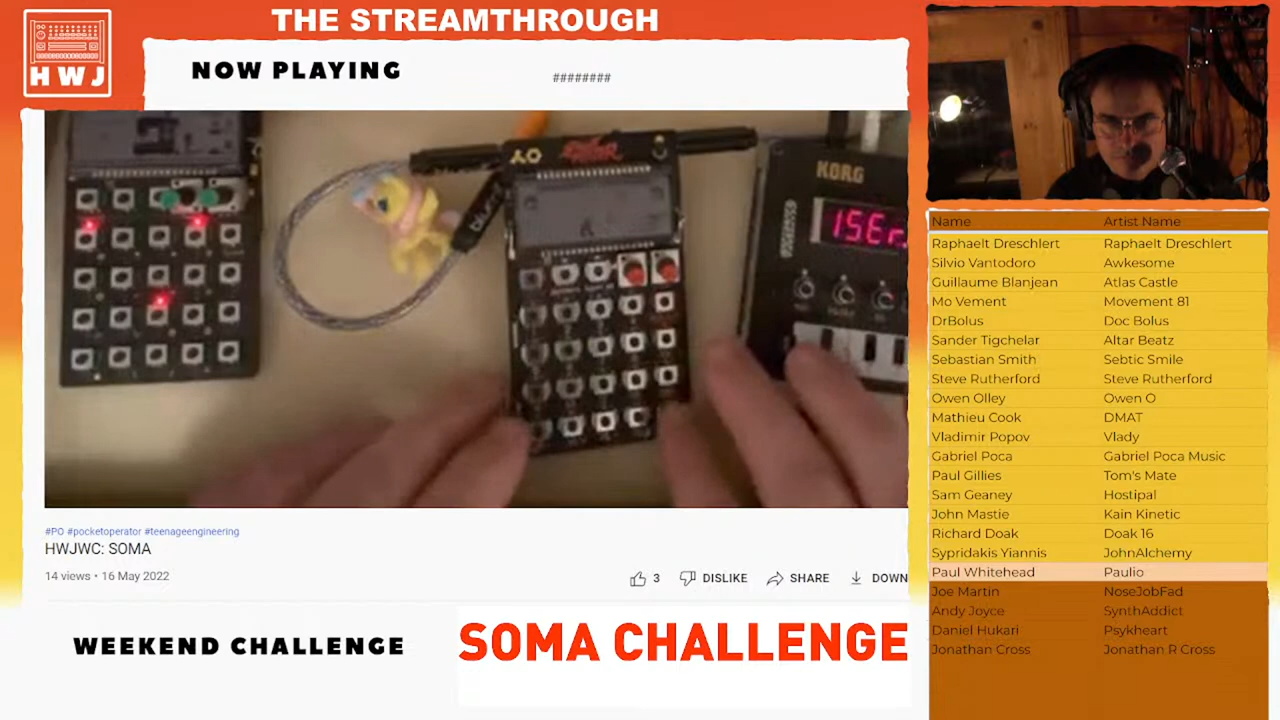 THE STREAMTHROUGH
HWJ
NOW PLAYING
########
KORG
#PO #pocketoperator #teenageengineering
HWJWC: SOMA
14 views • 16 May 2022
3
DISLIKE
SHARE
DOWN
WEEKEND CHALLENGE
SOMA CHALLENGE
Name Artist Name
Raphaelt Dreschlert Raphaelt Dreschlert
Silvio Vantodoro Awkesome
Guillaume Blanjean Atlas Castle
Mo Vement Movement 81
DrBolus Doc Bolus
Sander Tigchelar Altar Beatz
Sebastian Smith Sebtic Smile
Steve Rutherford Steve Rutherford
Owen Olley Owen O
Mathieu Cook DMAT
Vladimir Popov Vlady
Gabriel Poca Gabriel Poca Music
Paul Gillies Tom's Mate
Sam Geaney Hostipal
John Mastie Kain Kinetic
Richard Doak Doak 16
Sypridakis Yiannis JohnAlchemy
Paul Whitehead Paulio
Joe Martin NoseJobFad
Andy Joyce SynthAddict
Daniel Hukari Psykheart
Jonathan Cross Jonathan R Cross